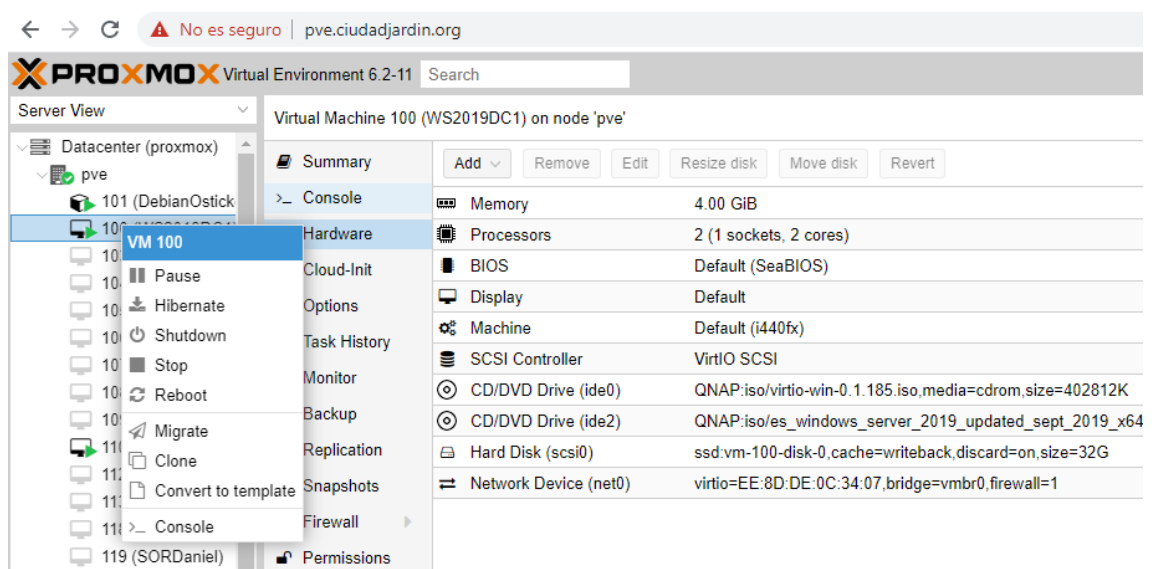 No es seguro | pve.ciudadjardin.org
PROXMOX Virtual Environment 6.2-11 Search
Server View
Virtual Machine 100 (WS2019DC1) on node 'pve'
Datacenter (proxmox)
pve
101 (DebianOstick
VM 100
Pause
Hibernate
Shutdown
Stop
Reboot
Migrate
Clone
Convert to template
Console
110
112
118
119 (SORDaniel)
Summary
Console
Hardware
Cloud-Init
Options
Task History
Monitor
Backup
Replication
Snapshots
Firewall
Permissions
Add Remove Edit Resize disk Move disk Revert
Memory 4.00 GiB
Processors 2 (1 sockets, 2 cores)
BIOS Default (SeaBIOS)
Display Default
Machine Default (i440fx)
SCSI Controller VirtIO SCSI
CD/DVD Drive (ide0) QNAP:iso/virtio-win-0.1.185.iso,media=cdrom,size=402812K
CD/DVD Drive (ide2) QNAP:iso/es_windows_server_2019_updated_sept_2019_x64
Hard Disk (scsi0) ssd:vm-100-disk-0,cache=writeback,discard=on,size=32G
Network Device (net0) virtio=EE:8D:DE:0C:34:07,bridge=vmbr0,firewall=1